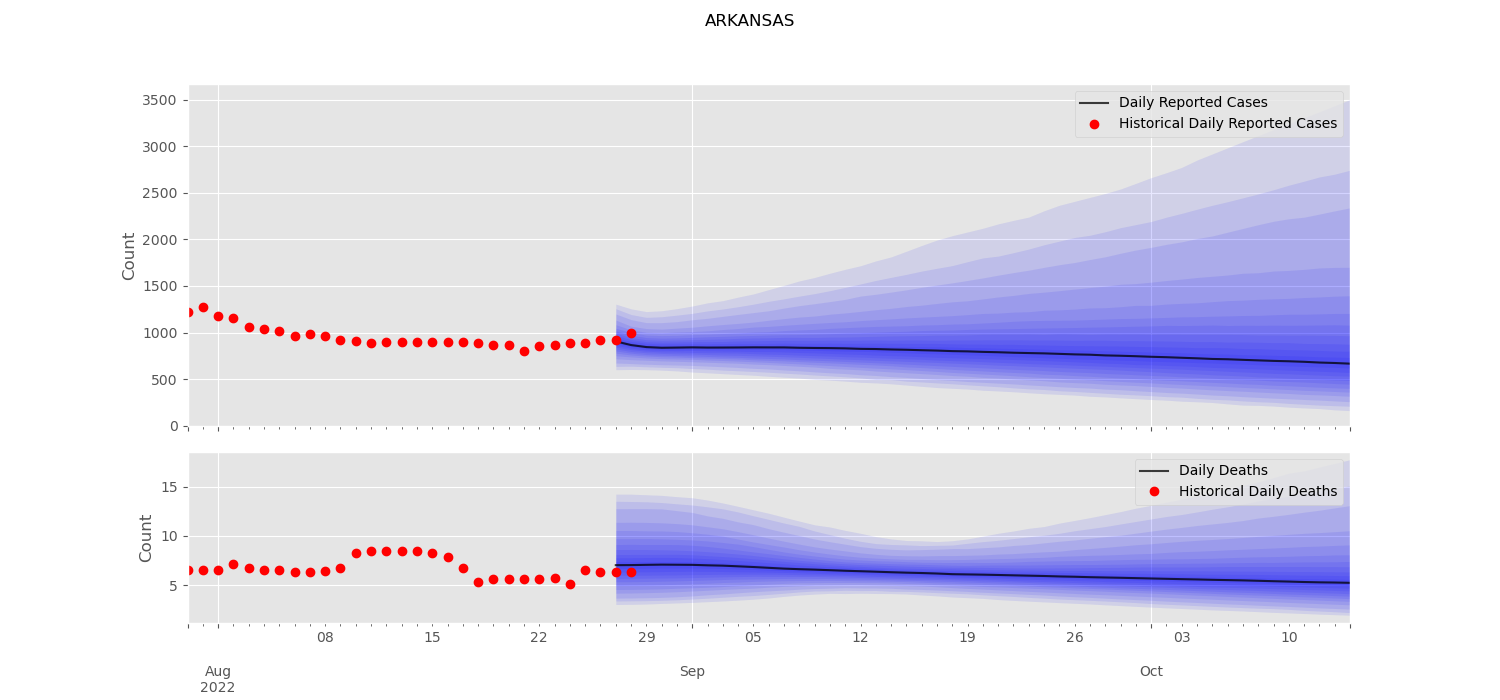 ARKANSAS
Daily Reported Cases
Historical Daily Reported Cases
3500
3000
2500
2000
1500
1000
500
0
Count
Daily Deaths
Historical Daily Deaths
15
10
5
Count
08 15 22 29 05 12 19 26 03 10
Aug Sep Oct
2022